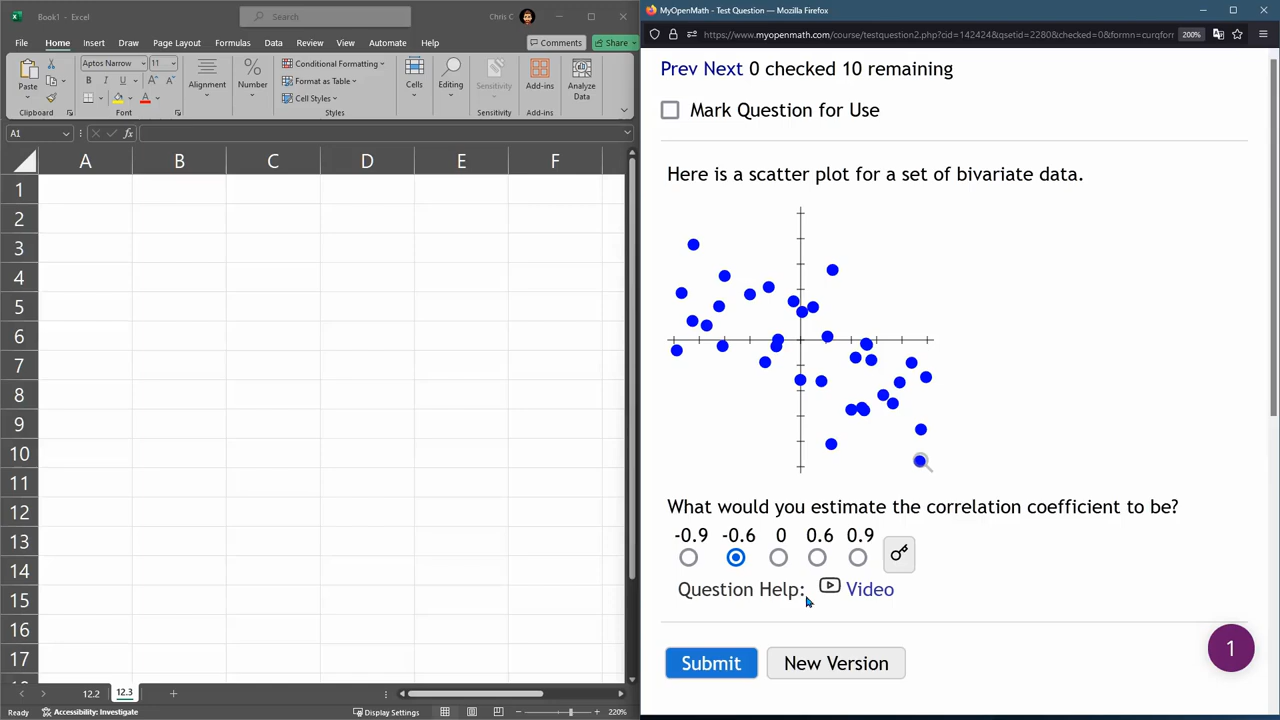 Book1 - Excel
Search
Chris C
File Home Insert Draw Page Layout Formulas Data Review View Automate Help
Comments Share
Paste
Clipboard
Aptos Narrow 11
B I U
A A
Font
Alignment
Number
Conditional Formatting
Format as Table
Cell Styles
Styles
Cells
Editing
Sensitivity
Sensitivity
Add-ins
Add-ins
Analyze Data
A1
fx
A B C D E F
1
2
3
4
5
6
7
8
9
10
11
12
13
14
15
16
17
12.2 12.3
Ready Accessibility: Investigate Display Settings 220%
MyOpenMath - Test Question — Mozilla Firefox
https://www.myopenmath.com/course/testquestion2.php?cid=142424&qsetid=2280&checked=0&formn=curqform
200%
Prev Next 0 checked 10 remaining
Mark Question for Use
Here is a scatter plot for a set of bivariate data.
What would you estimate the correlation coefficient to be?
-0.9 -0.6 0 0.6 0.9
Question Help: Video
Submit New Version
1